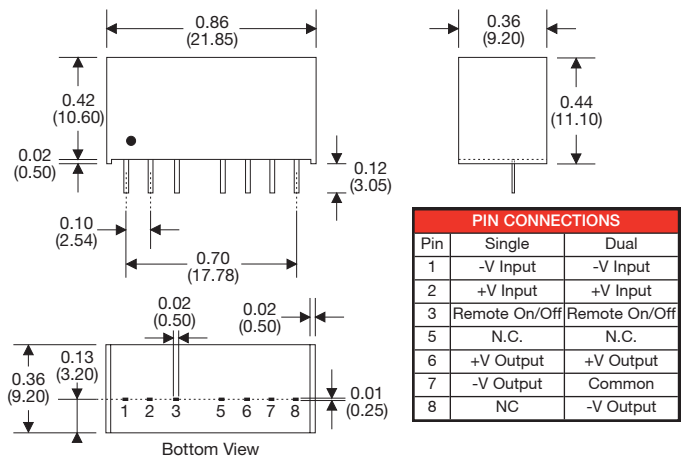 0.86
(21.85)
0.36
(9.20)
0.42
(10.60)
0.44
(11.10)
0.02
(0.50)
0.12
(3.05)
0.10
(2.54)
0.70
(17.78)
PIN CONNECTIONS
Pin Single Dual
1 -V Input -V Input
2 +V Input +V Input
3 Remote On/Off Remote On/Off
5 N.C. N.C.
6 +V Output +V Output
7 -V Output Common
8 NC -V Output
0.02
(0.50)
0.02
(0.50)
0.13
(3.20)
0.36
(9.20)
0.01
(0.25)
1 2 3 5 6 7 8
Bottom View